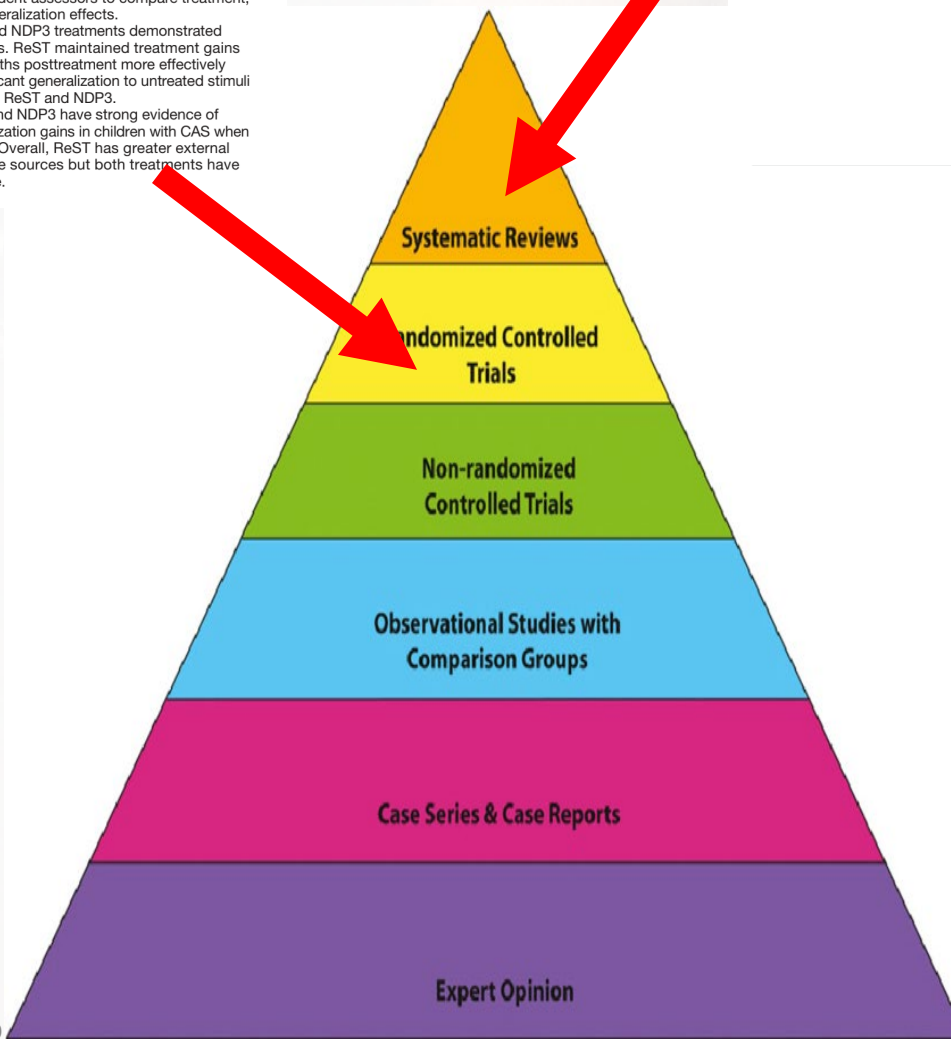 dent assessors to compare treatment,
eralization effects.
d NDP3 treatments demonstrated
s. ReST maintained treatment gains
ths posttreatment more effectively
cant generalization to untreated stimuli
ReST and NDP3.
nd NDP3 have strong evidence of
zation gains in children with CAS when
Overall, ReST has greater external
e sources but both treatments have
e.
Systematic Reviews
ndomized Controlled
Trials
Non-randomized
Controlled Trials
Observational Studies with
Comparison Groups
Case Series & Case Reports
Expert Opinion